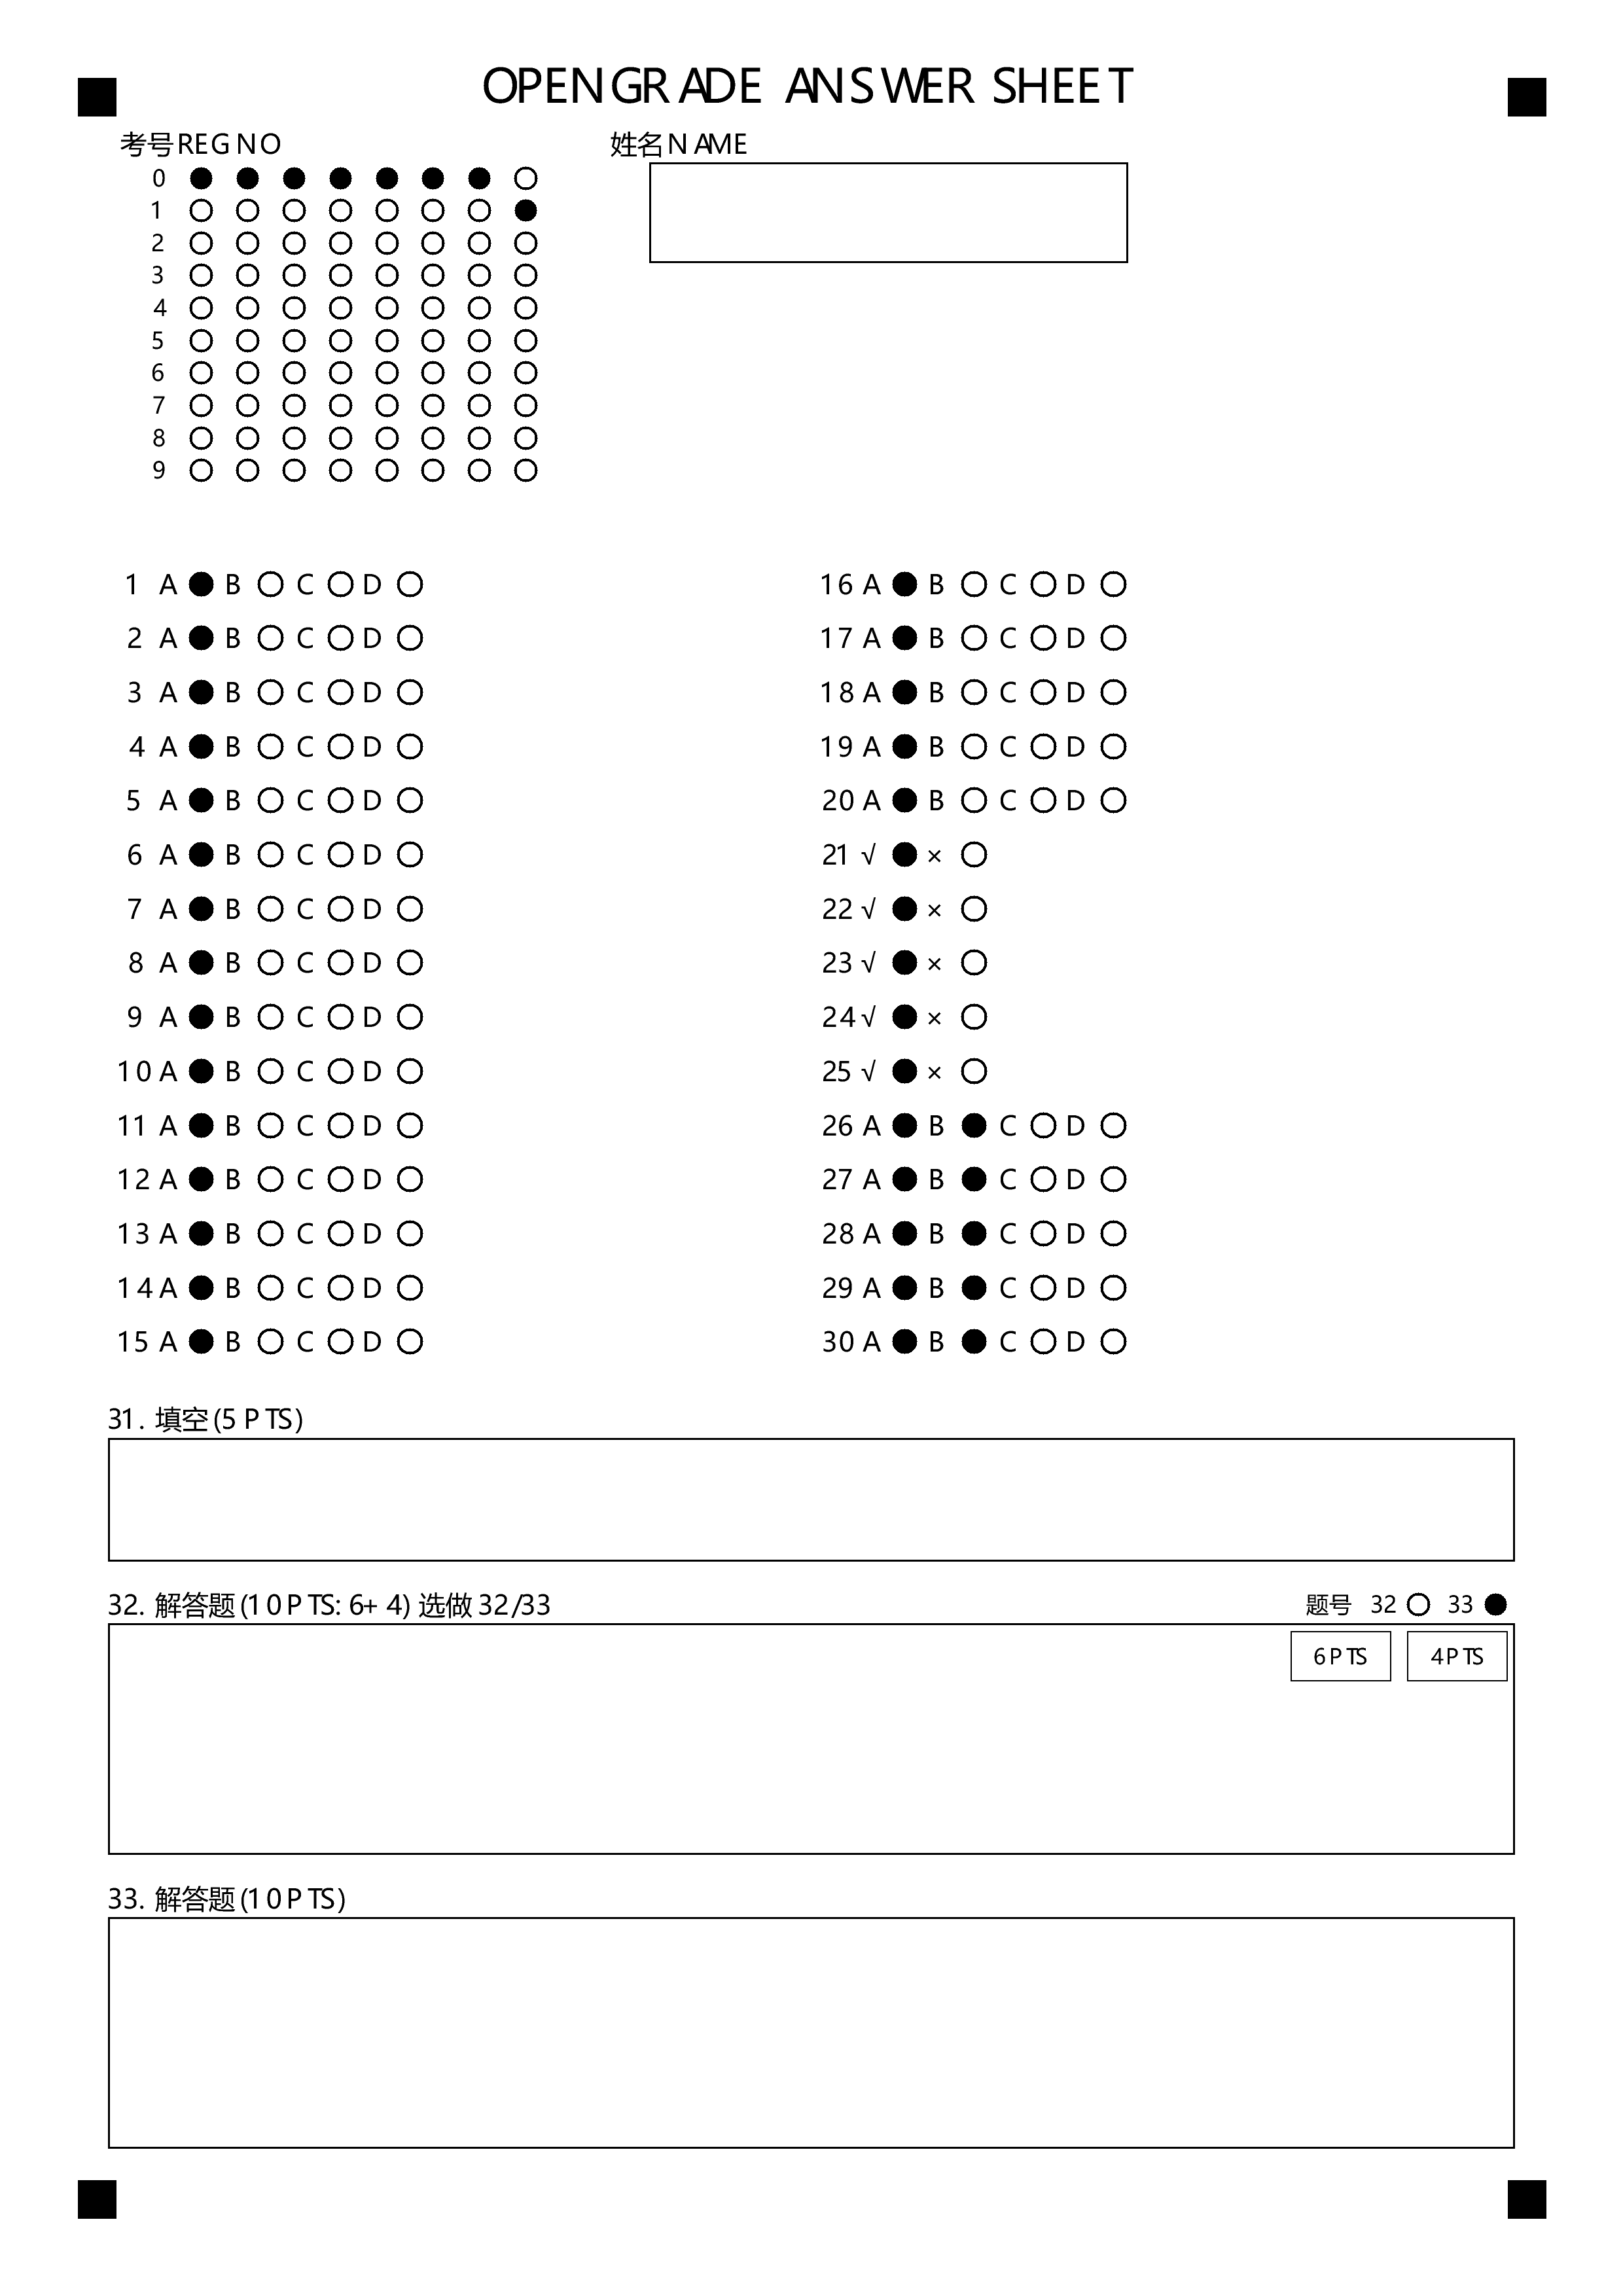 OPENGRADE ANSWER SHEET
考号REG NO
姓名NAME
0
1
2
3
4
5
6
7
8
9
1 A B C D
2 A B C D
3 A B C D
4 A B C D
5 A B C D
6 A B C D
7 A B C D
8 A B C D
9 A B C D
10 A B C D
11 A B C D
12 A B C D
13 A B C D
14 A B C D
15 A B C D
16 A B C D
17 A B C D
18 A B C D
19 A B C D
20 A B C D
21 √ ×
22 √ ×
23 √ ×
24 √ ×
25 √ ×
26 A B C D
27 A B C D
28 A B C D
29 A B C D
30 A B C D
31. 填空(5 PTS)
32. 解答题(10PTS: 6+4) 选做32/33 题号 32 33
6PTS 4PTS
33. 解答题(10PTS)